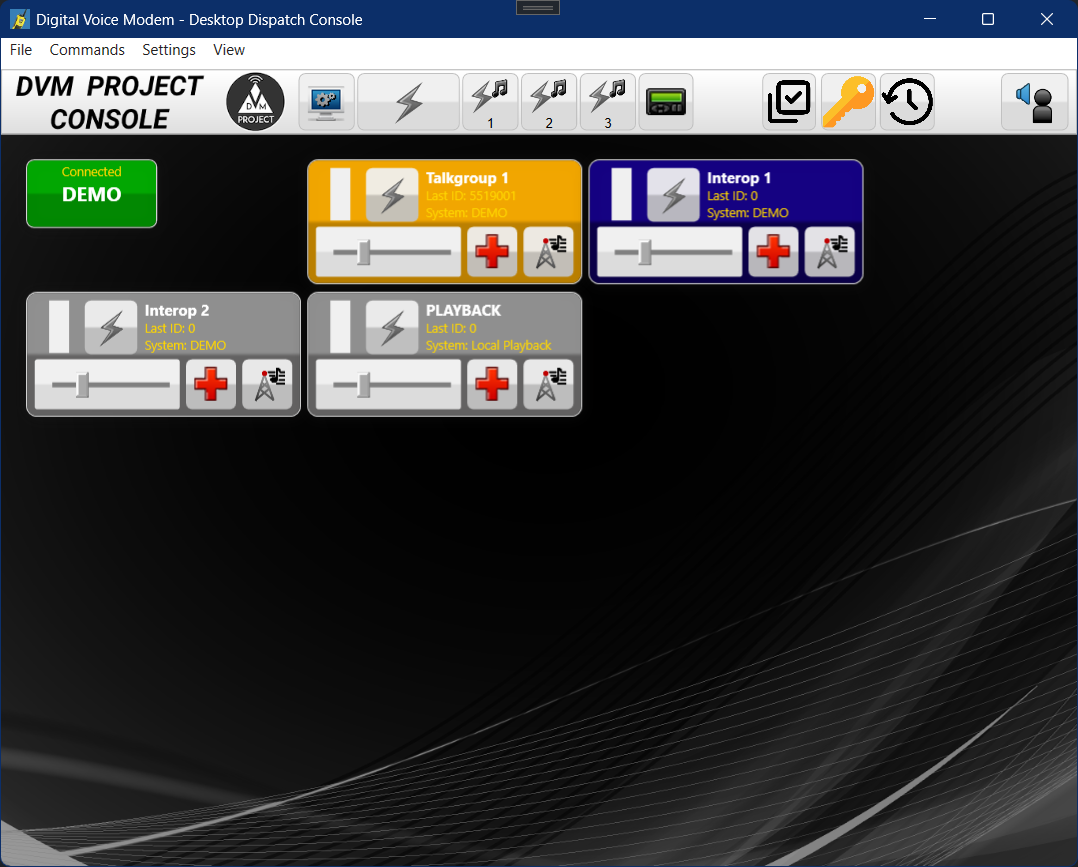 Digital Voice Modem - Desktop Dispatch Console
File Commands Settings View
DVM PROJECT
CONSOLE
DVM
PROJECT
1
2
3
Connected
DEMO
Talkgroup 1
Last ID: 5519001
System: DEMO
Interop 1
Last ID: 0
System: DEMO
Interop 2
Last ID: 0
System: DEMO
PLAYBACK
Last ID: 0
System: Local Playback